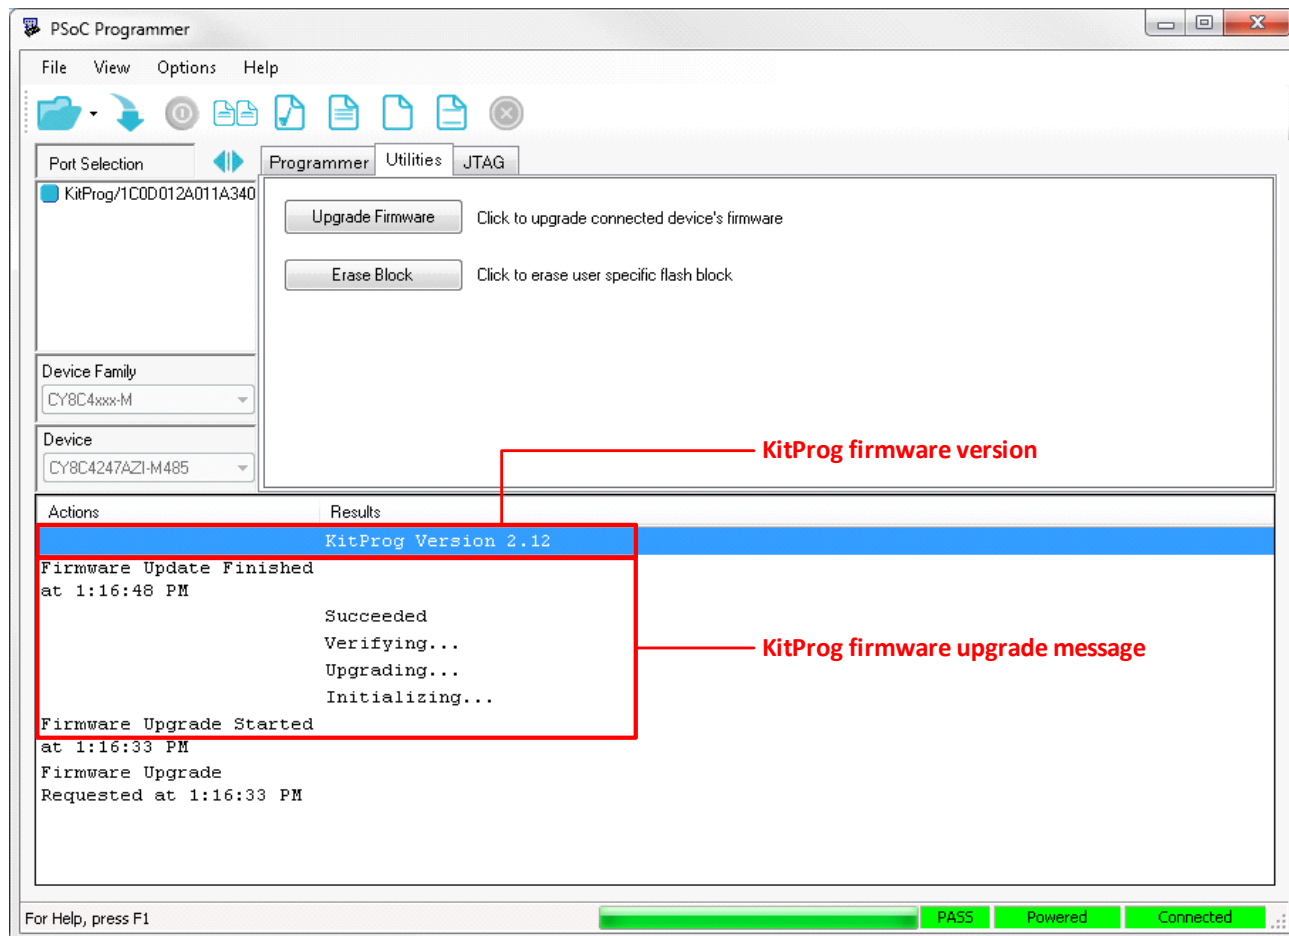 PSoC Programmer
File View Options Help
Port Selection
Programmer Utilities JTAG
KitProg/1C0D012A011A340
Upgrade Firmware Click to upgrade connected device's firmware
Erase Block Click to erase user specific flash block
Device Family
CY8C4xxx-M
Device
CY8C4247AZI-M485
KitProg firmware version
Actions Results
KitProg Version 2.12
Firmware Update Finished
at 1:16:48 PM
Succeeded
Verifying...
KitProg firmware upgrade message
Upgrading...
Initializing...
Firmware Upgrade Started
at 1:16:33 PM
Firmware Upgrade
Requested at 1:16:33 PM
For Help, press F1
PASS Powered Connected